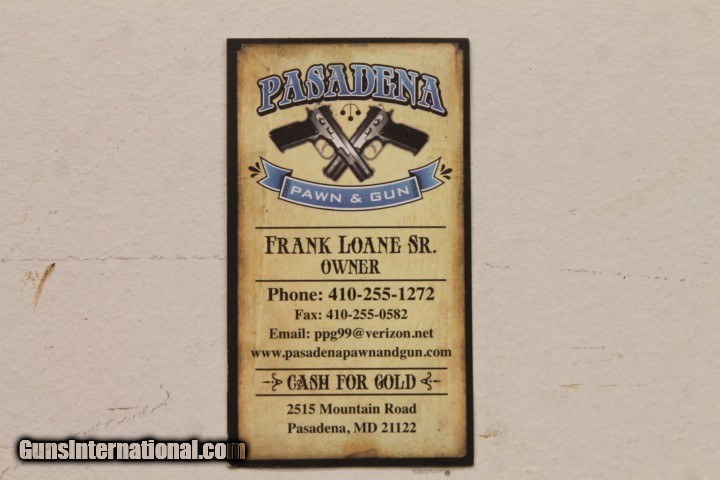 PASADENA
PAWN & GUN
FRANK LOANE SR.
OWNER
Phone: 410-255-1272
Fax: 410-255-0582
Email: ppg99@verizon.net
www.pasadenapawnandgun.com
CASH FOR GOLD
2515 Mountain Road
Pasadena, MD 21122
GunsInternational.com